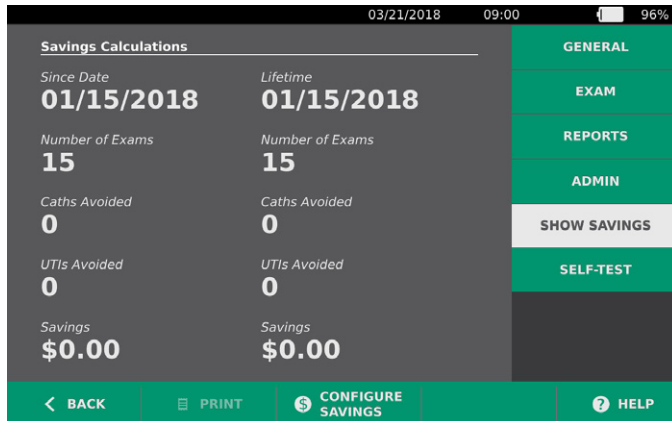 03/21/2018 09:00 96%
Savings Calculations
Since Date Lifetime
01/15/2018 01/15/2018
Number of Exams Number of Exams
15 15
Caths Avoided Caths Avoided
0 0
UTIs Avoided UTIs Avoided
0 0
Savings Savings
$0.00 $0.00
GENERAL
EXAM
REPORTS
ADMIN
SHOW SAVINGS
SELF-TEST
BACK PRINT $ CONFIGURE
SAVINGS
? HELP